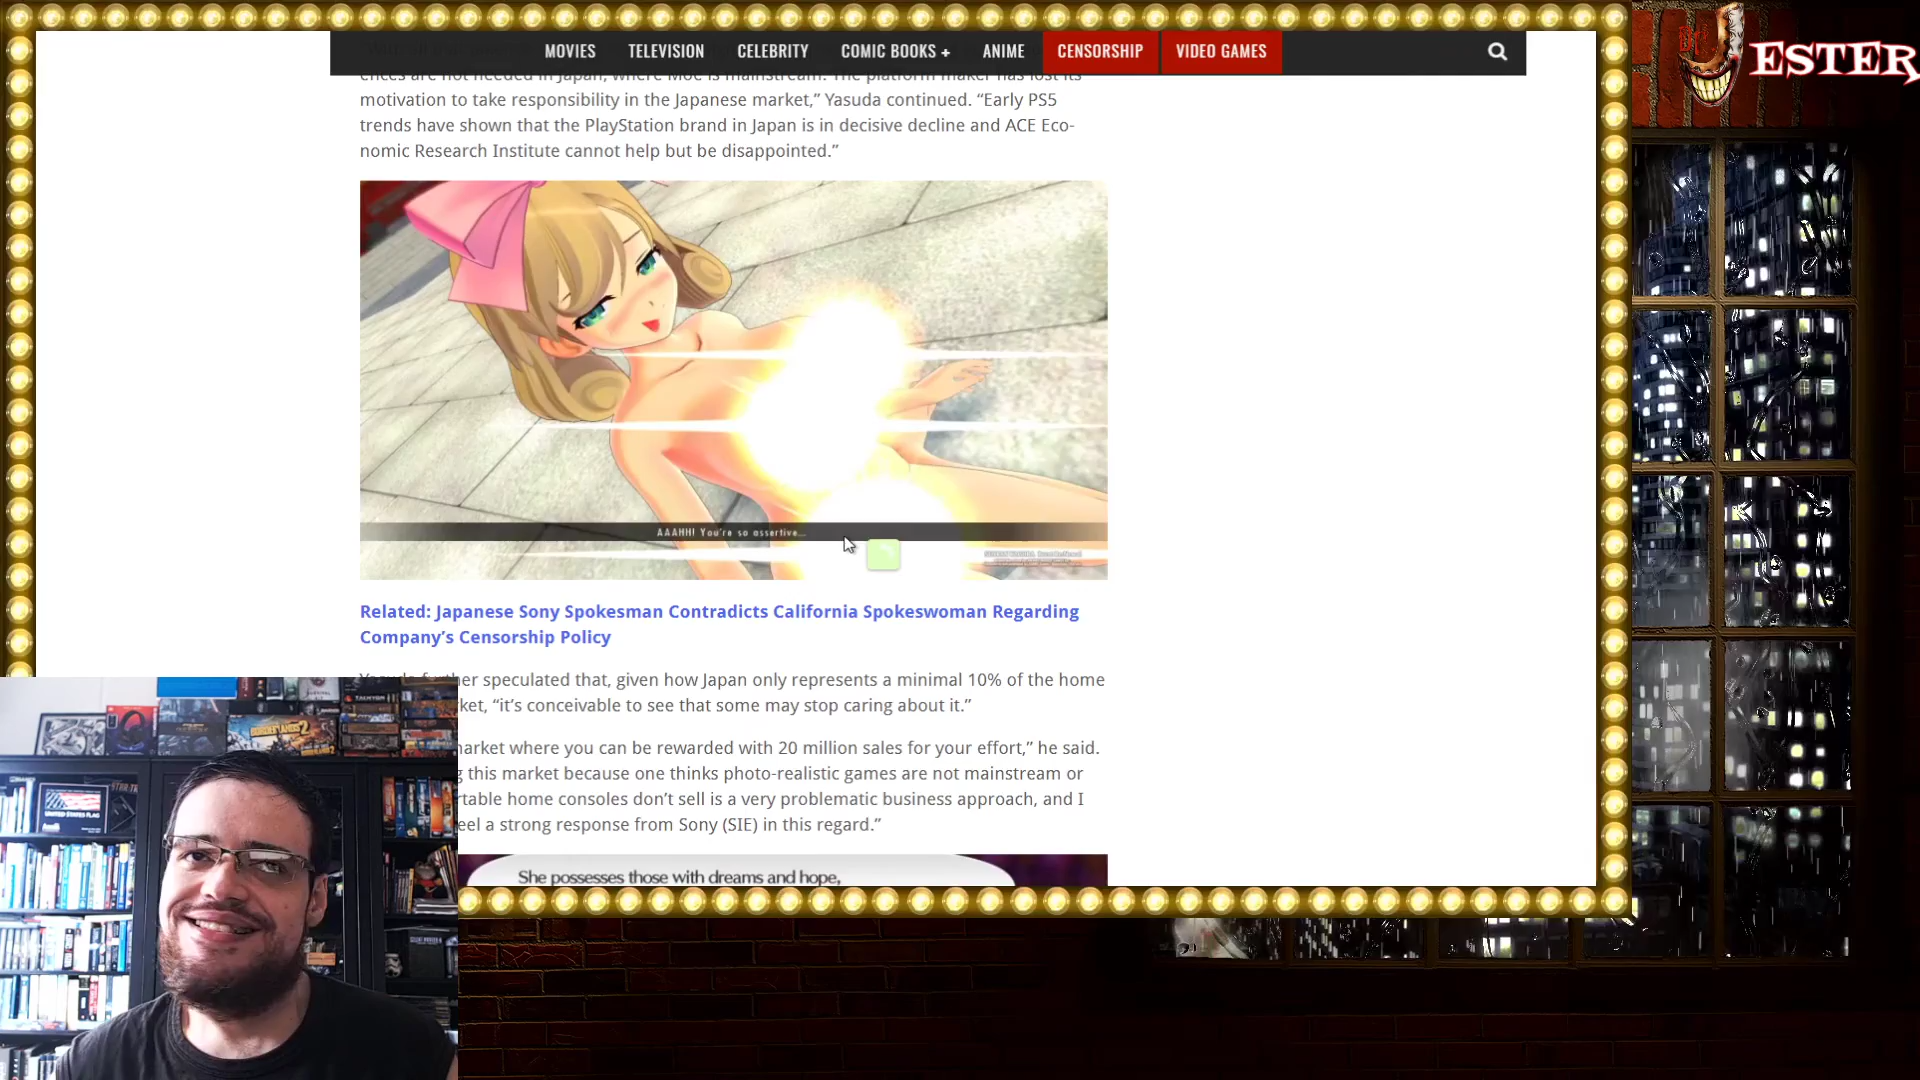 MOVIES TELEVISION CELEBRITY COMIC BOOKS + ANIME CENSORSHIP VIDEO GAMES
JESTER
ences are not needed in Japan, where Moe is mainstream. The platform maker has lost its
motivation to take responsibility in the Japanese market,” Yasuda continued. “Early PS5
trends have shown that the PlayStation brand in Japan is in decisive decline and ACE Eco-
nomic Research Institute cannot help but be disappointed.”
AAAHH! You're so assertive...
Related: Japanese Sony Spokesman Contradicts California Spokeswoman Regarding
Company’s Censorship Policy
speculated that, given how Japan only represents a minimal 10% of the home
“it’s conceivable to see that some may stop caring about it.”
market where you can be rewarded with 20 million sales for your effort,” he said.
this market because one thinks photo-realistic games are not mainstream or
home consoles don’t sell is a very problematic business approach, and I
a strong response from Sony (SIE) in this regard.”
She possesses those with dreams and hope,
BORDERLANDS 2
UNITED STATES FLAG